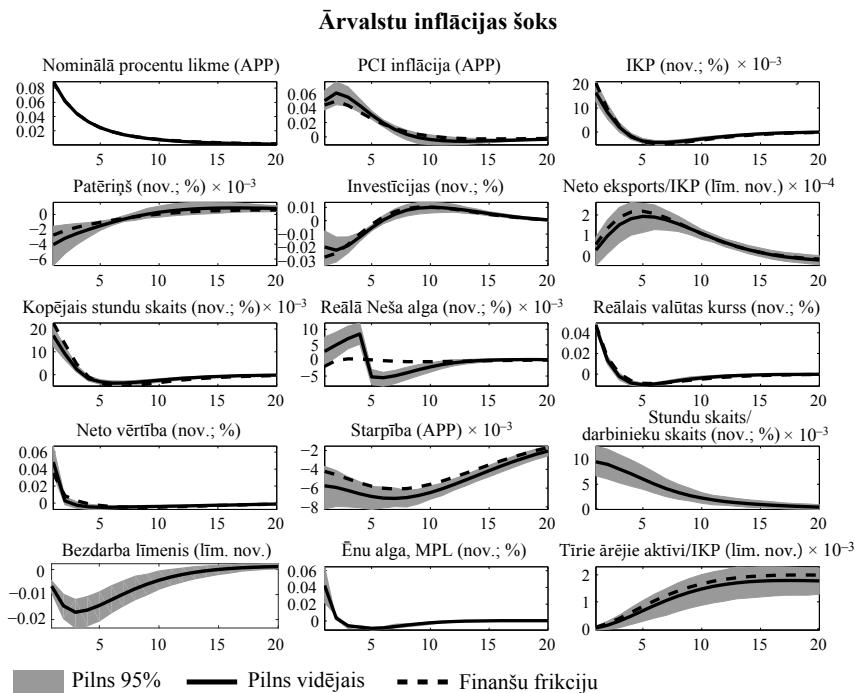 Ārvalstu inflācijas šoks
Nominālā procentu likme (APP)
0.08
0.06
0.04
0.02
5 10 15 20
PCI inflācija (APP)
0.06
0.04
0.02
0
5 10 15 20
IKP (nov.; %) × 10⁻³
20
10
0
5 10 15 20
Patēriņš (nov.; %) × 10⁻³
0
−2
−4
−6
5 10 15 20
Investīcijas (nov.; %)
0.01
0
−0.01
−0.02
−0.03
5 10 15 20
Neto eksports/IKP (līm. nov.) × 10⁻⁴
2
1
0
5 10 15 20
Kopējais stundu skaits (nov.; %) × 10⁻³
20
10
0
5 10 15 20
Reālā Neša alga (nov.; %) × 10⁻³
10
5
0
−5
5 10 15 20
Reālais valūtas kurss (nov.; %)
0.04
0.02
0
5 10 15 20
Neto vērtība (nov.; %)
0.06
0.04
0.02
0
5 10 15 20
Starpība (APP) × 10⁻³
−2
−4
−6
−8
5 10 15 20
Stundu skaits/
darbinieku skaits (nov.; %) × 10⁻³
10
5
0
5 10 15 20
Bezdarba līmenis (līm. nov.)
0
−0.01
−0.02
5 10 15 20
Ēnu alga, MPL (nov.; %)
0.06
0.04
0.02
0
5 10 15 20
Tīrie ārējie aktīvi/IKP (līm. nov.) × 10⁻³
2
1
0
5 10 15 20
Pilns 95% Pilns vidējais Finanšu frikciju